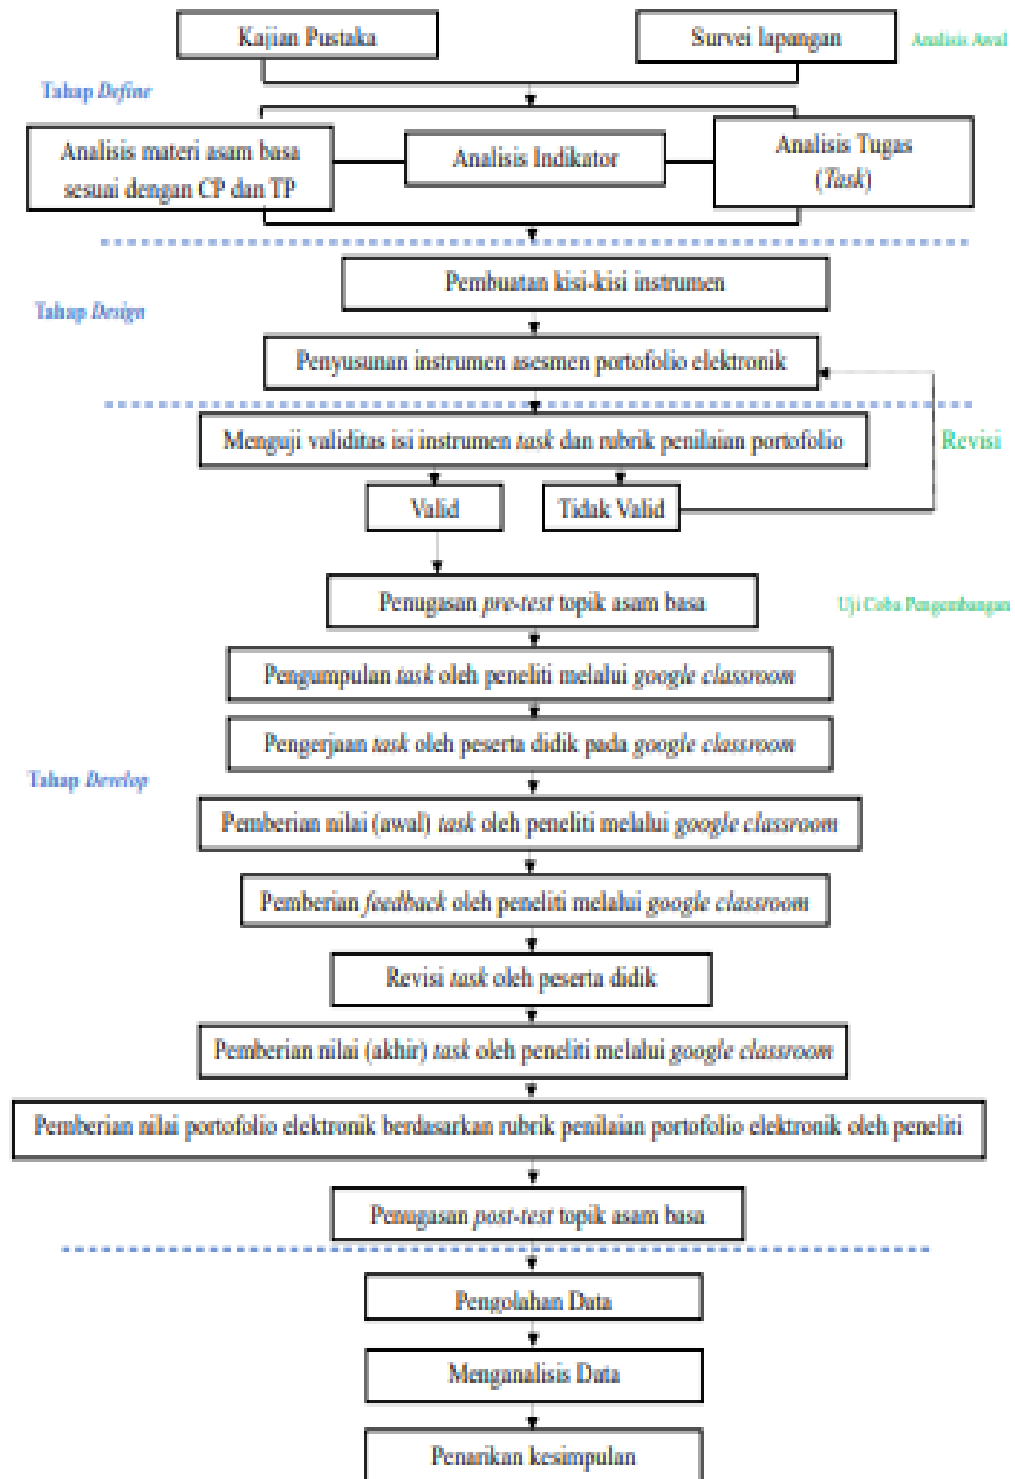 Kajian Pustaka
Survei lapangan
Analisis Awal
Tahap Define
Analisis materi asam basa
sesuai dengan CP dan TP
Analisis Indikator
Analisis Tugas
(Task)
Pembuatan kisi-kisi instrumen
Tahap Design
Penyusunan instrumen asesmen portofolio elektronik
Menguji validitas isi instrumen task dan rubrik penilaian portofolio
Revisi
Valid
Tidak Valid
Penugasan pre-test topik asam basa
Uji Coba Pengembangan
Pengumpulan task oleh peneliti melalui google classroom
Pengerjaan task oleh peserta didik pada google classroom
Tahap Develop
Pemberian nilai (awal) task oleh peneliti melalui google classroom
Pemberian feedback oleh peneliti melalui google classroom
Revisi task oleh peserta didik
Pemberian nilai (akhir) task oleh peneliti melalui google classroom
Pemberian nilai portofolio elektronik berdasarkan rubrik penilaian portofolio elektronik oleh peneliti
Penugasan post-test topik asam basa
Pengolahan Data
Menganalisis Data
Penarikan kesimpulan